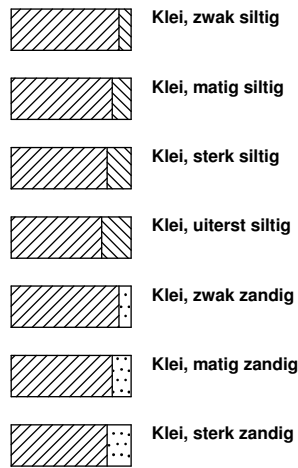 Klei, zwak siltig
Klei, matig siltig
Klei, sterk siltig
Klei, uiterst siltig
Klei, zwak zandig
Klei, matig zandig
Klei, sterk zandig